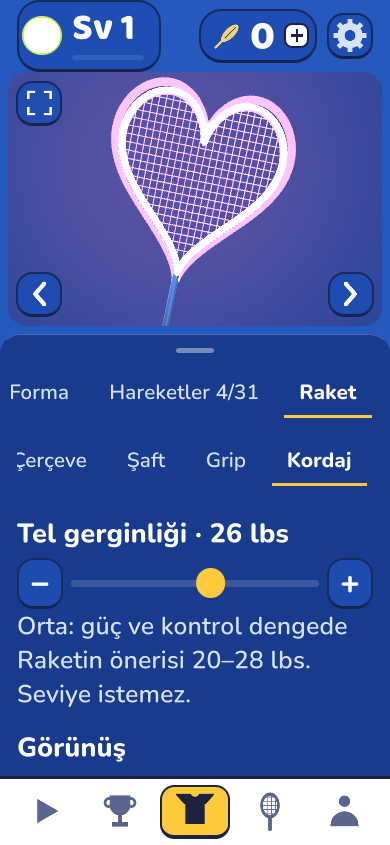 Sv 1
0
Forma
Hareketler 4/31
Raket
Çerçeve
Şaft
Grip
Kordaj
Tel gerginliği · 26 lbs
Orta: güç ve kontrol dengede
Raketin önerisi 20–28 lbs.
Seviye istemez.
Görünüş